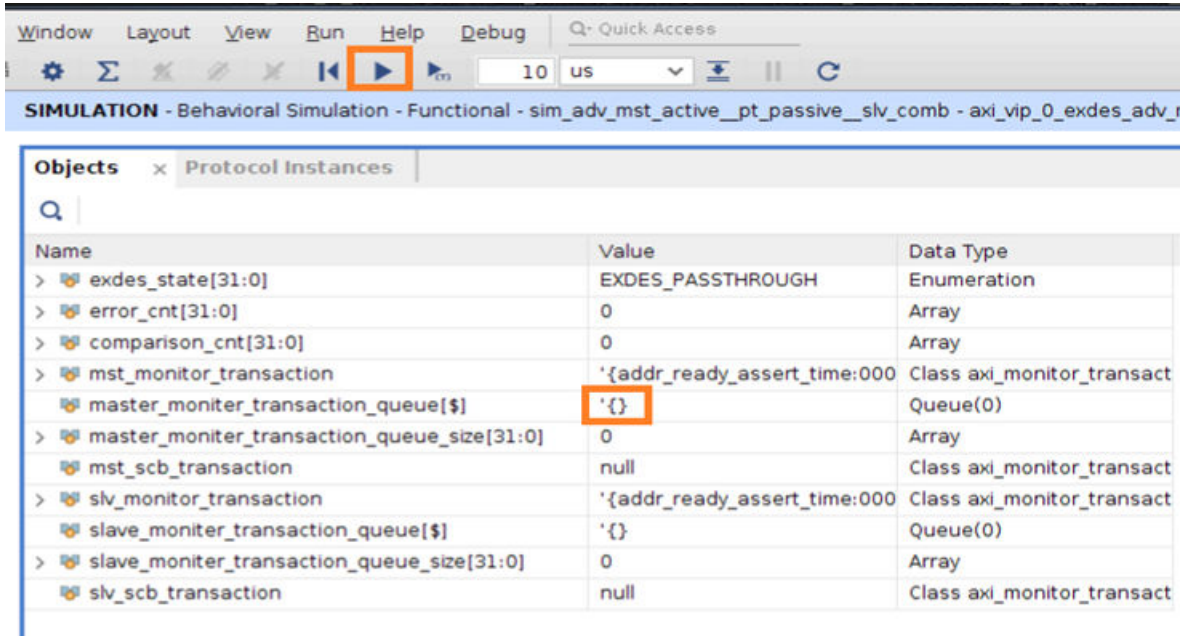 Window Layout View Run Help Debug Q- Quick Access
10 us
SIMULATION - Behavioral Simulation - Functional - sim_adv_mst_active__pt_passive__slv_comb - axi_vip_0_exdes_adv_
Objects × Protocol Instances
Name Value Data Type
> exdes_state[31:0] EXDES_PASSTHROUGH Enumeration
> error_cnt[31:0] 0 Array
> comparison_cnt[31:0] 0 Array
> mst_monitor_transaction '{addr_ready_assert_time:000 Class axi_monitor_transact
master_moniter_transaction_queue[$] '{} Queue(0)
> master_moniter_transaction_queue_size[31:0] 0 Array
mst_scb_transaction null Class axi_monitor_transact
> slv_monitor_transaction '{addr_ready_assert_time:000 Class axi_monitor_transact
slave_moniter_transaction_queue[$] '{} Queue(0)
> slave_moniter_transaction_queue_size[31:0] 0 Array
slv_scb_transaction null Class axi_monitor_transact